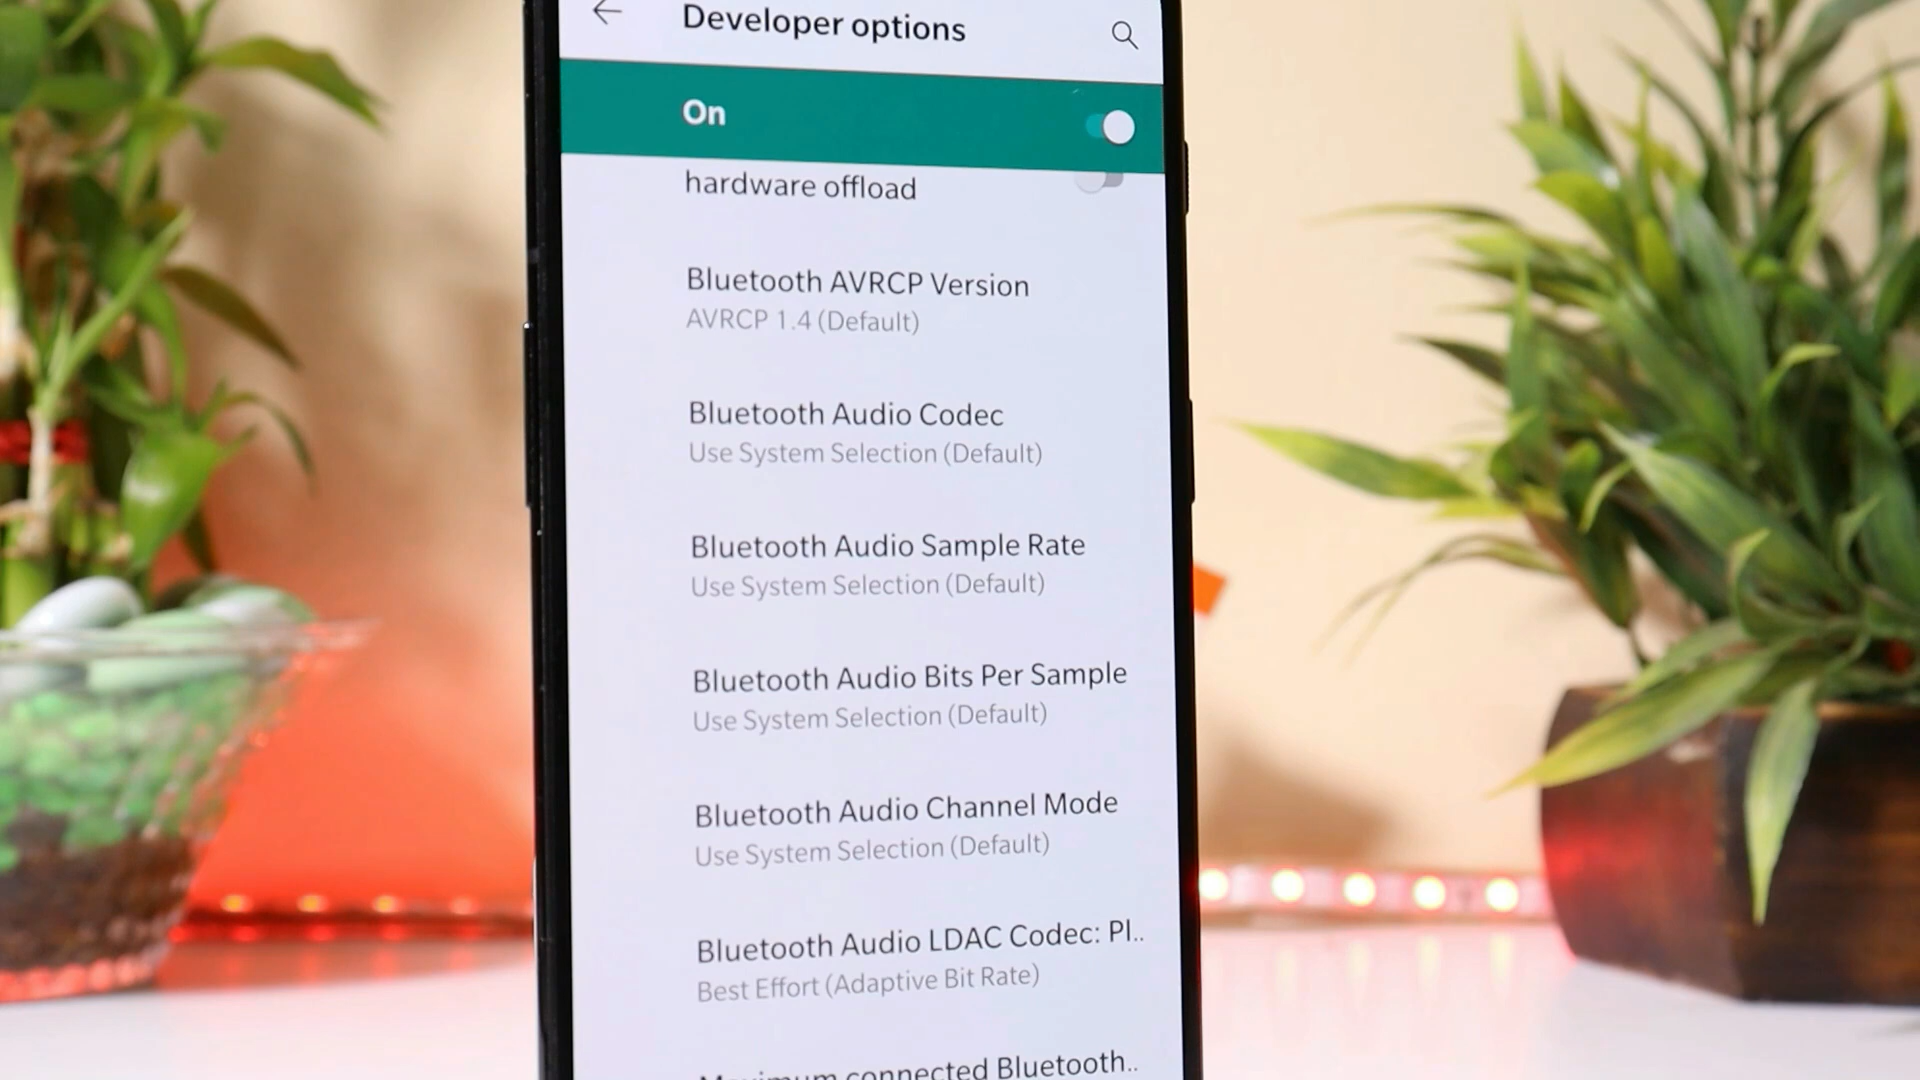 Developer options
On
hardware offload
Bluetooth AVRCP Version
AVRCP 1.4 (Default)
Bluetooth Audio Codec
Use System Selection (Default)
Bluetooth Audio Sample Rate
Use System Selection (Default)
Bluetooth Audio Bits Per Sample
Use System Selection (Default)
Bluetooth Audio Channel Mode
Use System Selection (Default)
Bluetooth Audio LDAC Codec: Pl..
Best Effort (Adaptive Bit Rate)
Maximum connected Bluetooth..